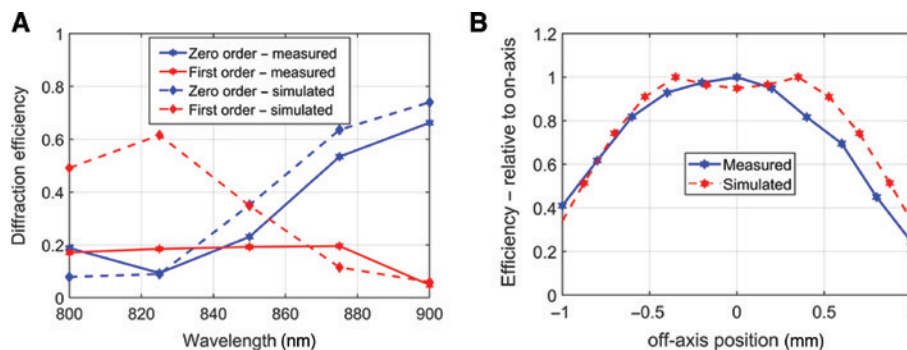 A
Diffraction efficiency
1
0.8
0.6
0.4
0.2
0
Zero order – measured
First order – measured
Zero order – simulated
First order – simulated
800 820 840 860 880 900
Wavelength (nm)
B
Efficiency – relative to on-axis
1.2
1
0.8
0.6
0.4
0.2
0
Measured
Simulated
−1 −0.5 0 0.5
off-axis position (mm)